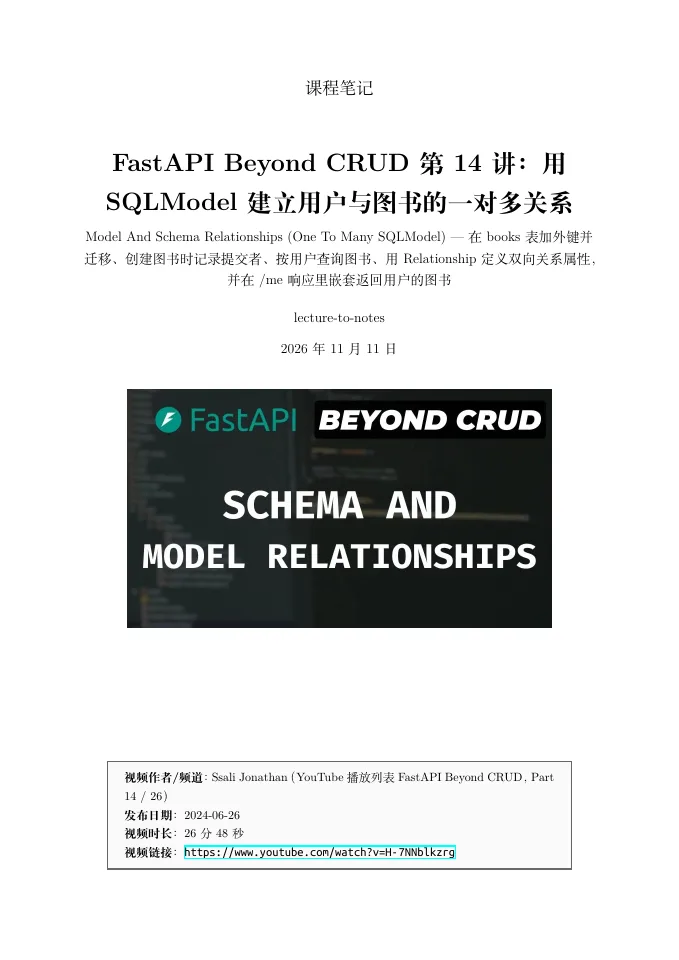 课程笔记
FastAPI Beyond CRUD 第 14 讲：用
SQLModel 建立用户与图书的一对多关系
Model And Schema Relationships (One To Many SQLModel) — 在 books 表加外键并
迁移、创建图书时记录提交者、按用户查询图书、用 Relationship 定义双向关系属性，
并在 /me 响应里嵌套返回用户的图书
lecture-to-notes
2026 年 11 月 11 日
FastAPI BEYOND CRUD
SCHEMA AND
MODEL RELATIONSHIPS
视频作者/频道：Ssali Jonathan (YouTube 播放列表 FastAPI Beyond CRUD, Part
14 / 26)
发布日期：2024-06-26
视频时长：26 分 48 秒
视频链接：https://www.youtube.com/watch?v=H-7NNblkzrg